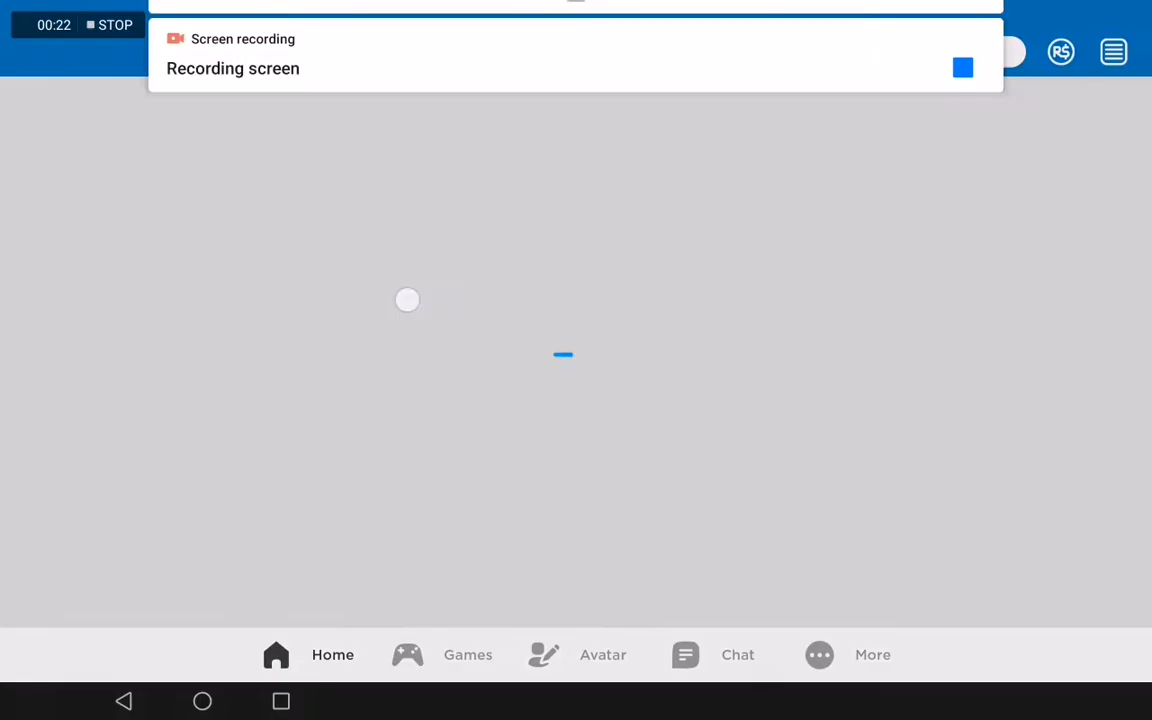 00:22 STOP
Screen recording
Recording screen
R$
Home Games Avatar Chat More